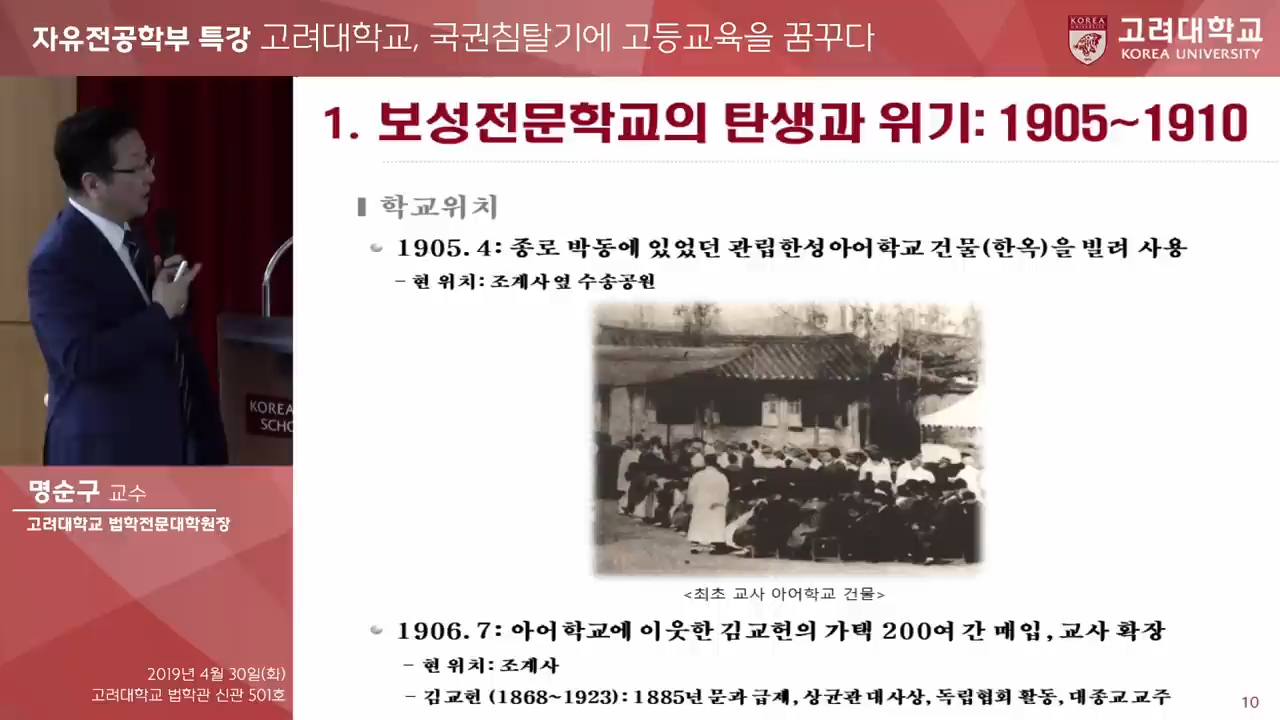 자유전공학부 특강 고려대학교, 국권침탈기에 고등교육을 꿈꾸다
KOREA
UNIVERSITY
고려대학교
KOREA UNIVERSITY
1. 보성전문학교의 탄생과 위기: 1905~1910
학교위치
1905.4: 종로 박동에 있었던 관립한성아어학교 건물(한옥)을 빌려 사용
- 현 위치: 조계사옆 수송공원
<최초 교사 아어학교 건물>
1906.7: 아어학교에 이웃한 김교헌의 가택 200여 간 매입, 교사 확장
- 현 위치: 조계사
- 김교헌 (1868~1923): 1885년 문과 급제, 상균관 대사상, 독립협회 활동, 대종교 교주
KOREA
SCHO
명순구 교수
고려대학교 법학전문대학원장
2019년 4월 30일(화)
고려대학교 법학관 신관 501호
10